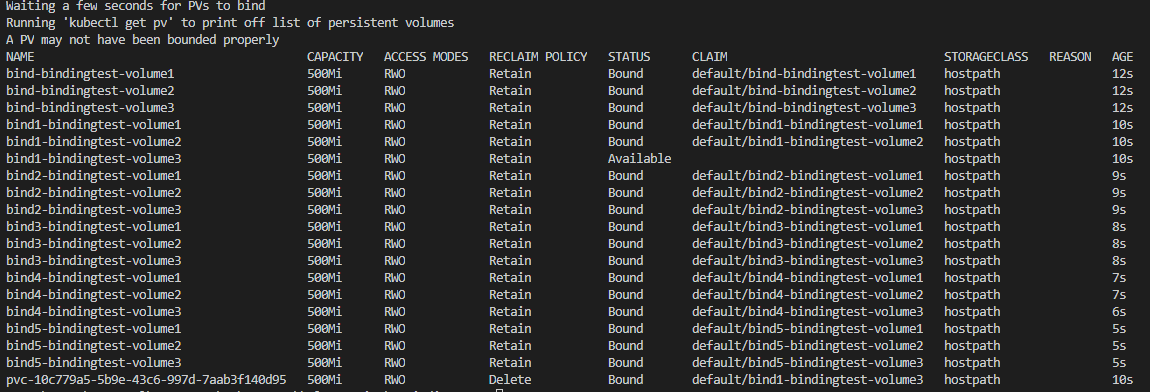 Waiting a few seconds for PVs to bind
Running 'kubectl get pv' to print off list of persistent volumes
A PV may not have been bounded properly
NAME CAPACITY ACCESS MODES RECLAIM POLICY STATUS CLAIM STORAGECLASS REASON AGE
bind-bindingtest-volume1 500Mi RWO Retain Bound default/bind-bindingtest-volume1 hostpath 12s
bind-bindingtest-volume2 500Mi RWO Retain Bound default/bind-bindingtest-volume2 hostpath 12s
bind-bindingtest-volume3 500Mi RWO Retain Bound default/bind-bindingtest-volume3 hostpath 12s
bind1-bindingtest-volume1 500Mi RWO Retain Bound default/bind1-bindingtest-volume1 hostpath 10s
bind1-bindingtest-volume2 500Mi RWO Retain Bound default/bind1-bindingtest-volume2 hostpath 10s
bind1-bindingtest-volume3 500Mi RWO Retain Available hostpath 10s
bind2-bindingtest-volume1 500Mi RWO Retain Bound default/bind2-bindingtest-volume1 hostpath 9s
bind2-bindingtest-volume2 500Mi RWO Retain Bound default/bind2-bindingtest-volume2 hostpath 9s
bind2-bindingtest-volume3 500Mi RWO Retain Bound default/bind2-bindingtest-volume3 hostpath 9s
bind3-bindingtest-volume1 500Mi RWO Retain Bound default/bind3-bindingtest-volume1 hostpath 8s
bind3-bindingtest-volume2 500Mi RWO Retain Bound default/bind3-bindingtest-volume2 hostpath 8s
bind3-bindingtest-volume3 500Mi RWO Retain Bound default/bind3-bindingtest-volume3 hostpath 8s
bind4-bindingtest-volume1 500Mi RWO Retain Bound default/bind4-bindingtest-volume1 hostpath 7s
bind4-bindingtest-volume2 500Mi RWO Retain Bound default/bind4-bindingtest-volume2 hostpath 7s
bind4-bindingtest-volume3 500Mi RWO Retain Bound default/bind4-bindingtest-volume3 hostpath 6s
bind5-bindingtest-volume1 500Mi RWO Retain Bound default/bind5-bindingtest-volume1 hostpath 5s
bind5-bindingtest-volume2 500Mi RWO Retain Bound default/bind5-bindingtest-volume2 hostpath 5s
bind5-bindingtest-volume3 500Mi RWO Retain Bound default/bind5-bindingtest-volume3 hostpath 5s
pvc-10c779a5-5b9e-43c6-997d-7aab3f140d95 500Mi RWO Delete Bound default/bind1-bindingtest-volume3 hostpath 10s